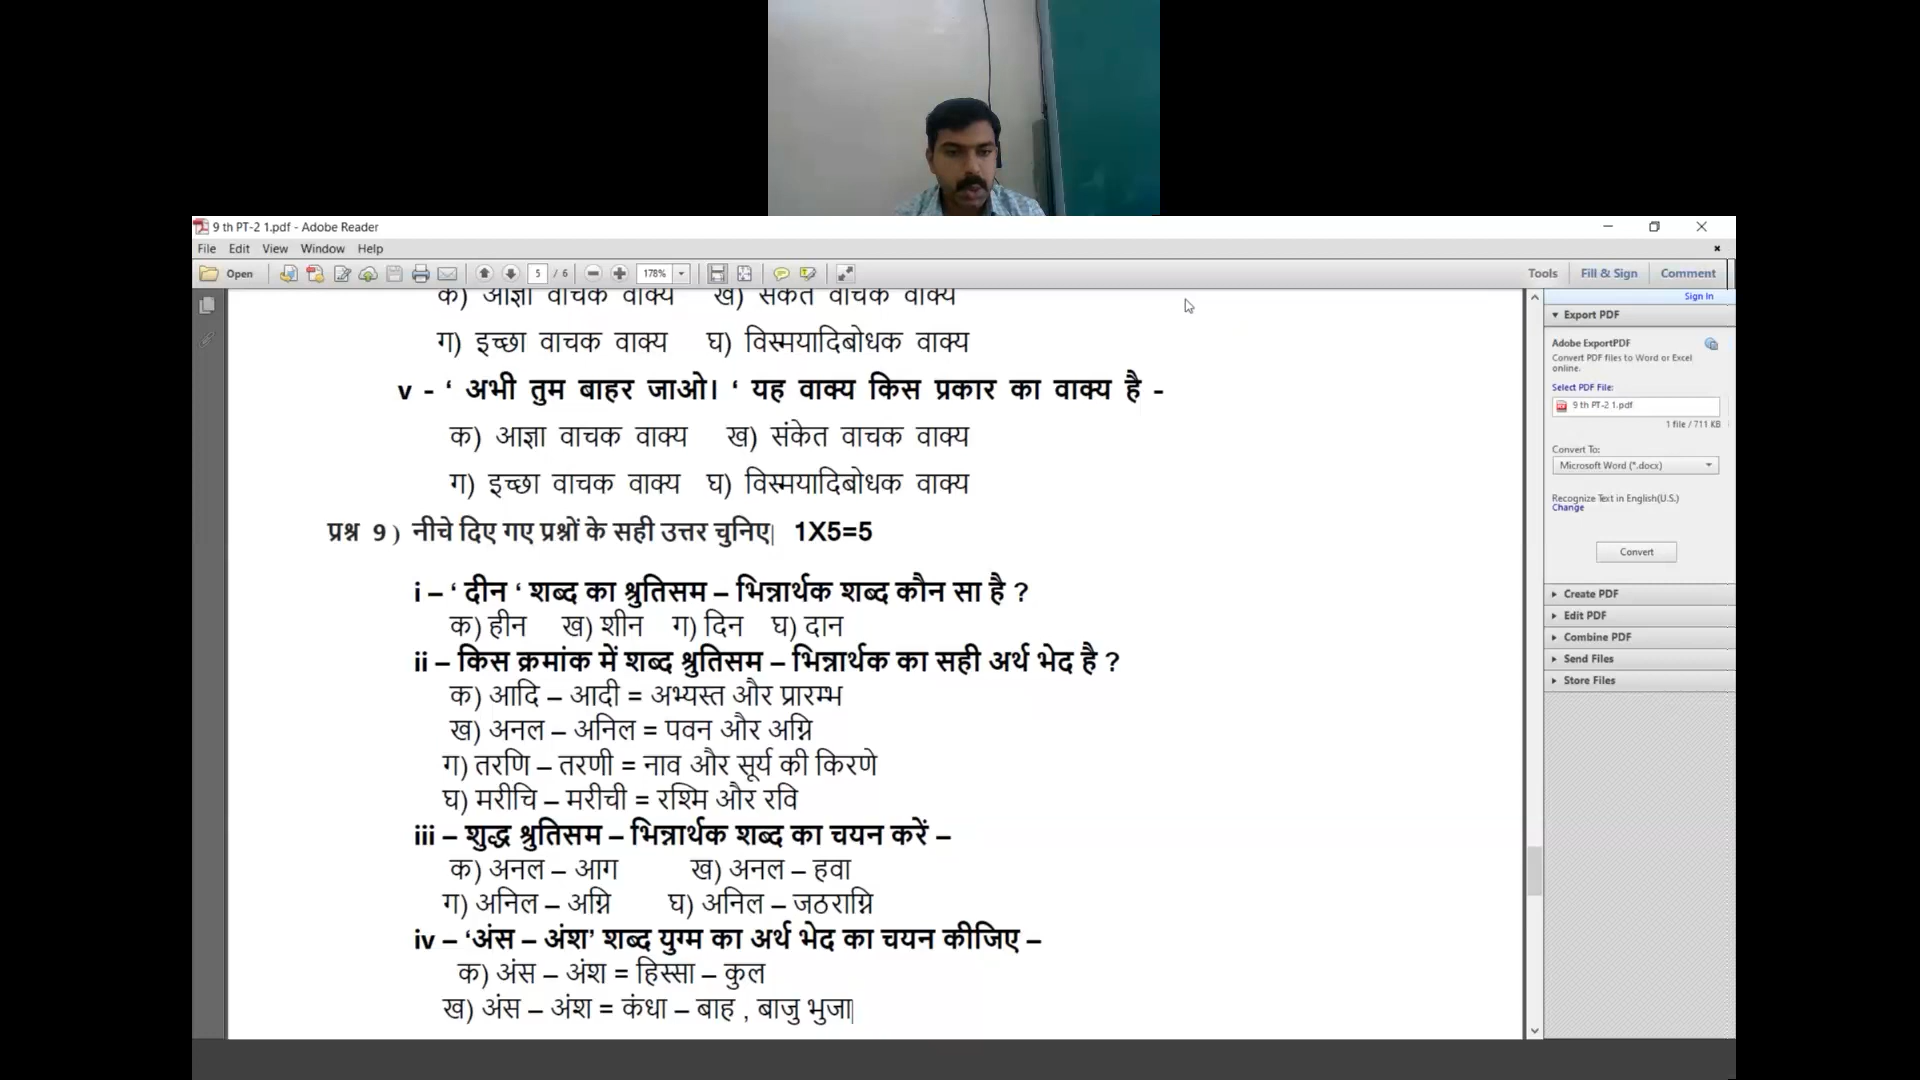 9 th PT-2 1.pdf - Adobe Reader
File Edit View Window Help
Open 5 / 6 178% Tools Fill & Sign Comment
Sign In
Export PDF
Adobe ExportPDF
Convert PDF files to Word or Excel
online.
Select PDF File:
9 th PT-2 1.pdf
1 file / 711 KB
Convert To:
Microsoft Word (*.docx)
Recognize Text in English(U.S.)
Change
Convert
Create PDF
Edit PDF
Combine PDF
Send Files
Store Files
क) आज्ञा वाचक वाक्य ख) संकेत वाचक वाक्य
ग) इच्छा वाचक वाक्य घ) विस्मयादिबोधक वाक्य
v - ‘ अभी तुम बाहर जाओ। ‘ यह वाक्य किस प्रकार का वाक्य है -
क) आज्ञा वाचक वाक्य ख) संकेत वाचक वाक्य
ग) इच्छा वाचक वाक्य घ) विस्मयादिबोधक वाक्य
प्रश्न 9 ) नीचे दिए गए प्रश्नों के सही उत्तर चुनिए| 1X5=5
i – ‘ दीन ‘ शब्द का श्रुतिसम – भिन्नार्थक शब्द कौन सा है ?
क) हीन ख) शीन ग) दिन घ) दान
ii – किस क्रमांक में शब्द श्रुतिसम – भिन्नार्थक का सही अर्थ भेद है ?
क) आदि – आदी = अभ्यस्त और प्रारम्भ
ख) अनल – अनिल = पवन और अग्नि
ग) तरणि – तरणी = नाव और सूर्य की किरणे
घ) मरीचि – मरीची = रश्मि और रवि
iii – शुद्ध श्रुतिसम – भिन्नार्थक शब्द का चयन करें –
क) अनल – आग ख) अनल – हवा
ग) अनिल – अग्नि घ) अनिल – जठराग्नि
iv – ‘अंस – अंश’ शब्द युग्म का अर्थ भेद का चयन कीजिए –
क) अंस – अंश = हिस्सा – कुल
ख) अंस – अंश = कंधा – बाह , बाजु भुजा|